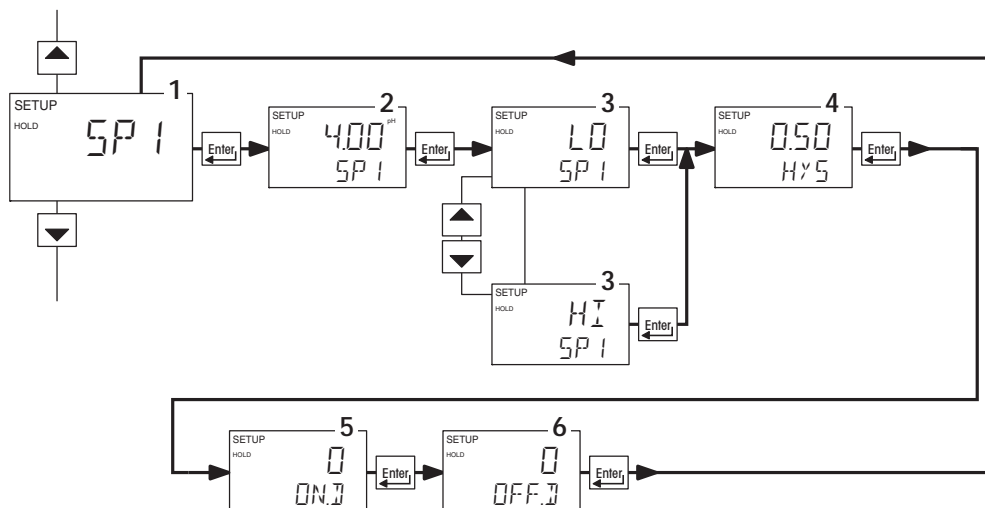 1
SETUP
HOLD
SP1
Enter
2
SETUP
HOLD
4.00 pH
SP1
Enter
3
SETUP
HOLD
LO
SP1
Enter
4
SETUP
HOLD
0.50
HYS
Enter
3
SETUP
HOLD
HI
SP1
Enter
5
SETUP
HOLD
0
ON.D
Enter
6
SETUP
HOLD
0
OFF.D
Enter